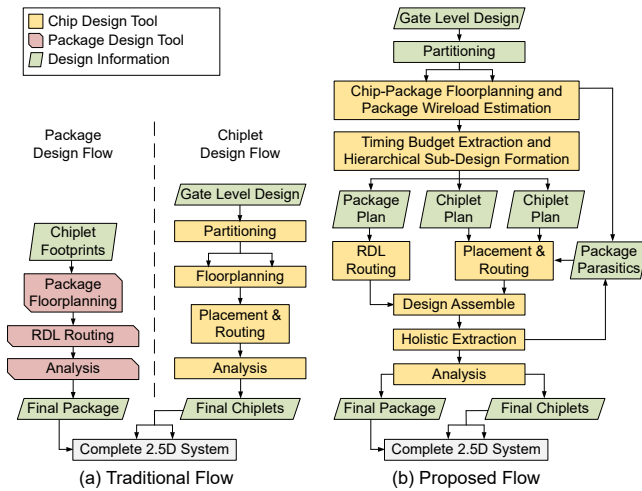 Chip Design Tool
Package Design Tool
Design Information
Package
Design Flow
Chiplet
Design Flow
Gate Level Design
Partitioning
Chiplet
Footprints
Package
Floorplanning
Floorplanning
RDL Routing
Placement &
Routing
Analysis
Analysis
Final Package
Final Chiplets
Complete 2.5D System
(a) Traditional Flow
Gate Level Design
Partitioning
Chip-Package Floorplanning and
Package Wireload Estimation
Timing Budget Extraction and
Hierarchical Sub-Design Formation
Package
Plan
Chiplet
Plan
Chiplet
Plan
RDL
Routing
Placement &
Routing
Package
Parasitics
Design Assemble
Holistic Extraction
Analysis
Final Package
Final Chiplets
Complete 2.5D System
(b) Proposed Flow